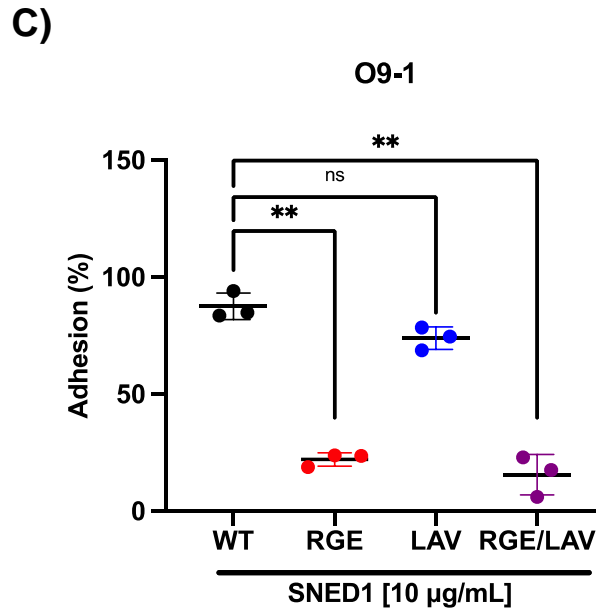 C)
O9-1
**
ns
**
150
100
50
0
Adhesion (%)
WT RGE LAV RGE/LAV
SNED1 [10 µg/mL]